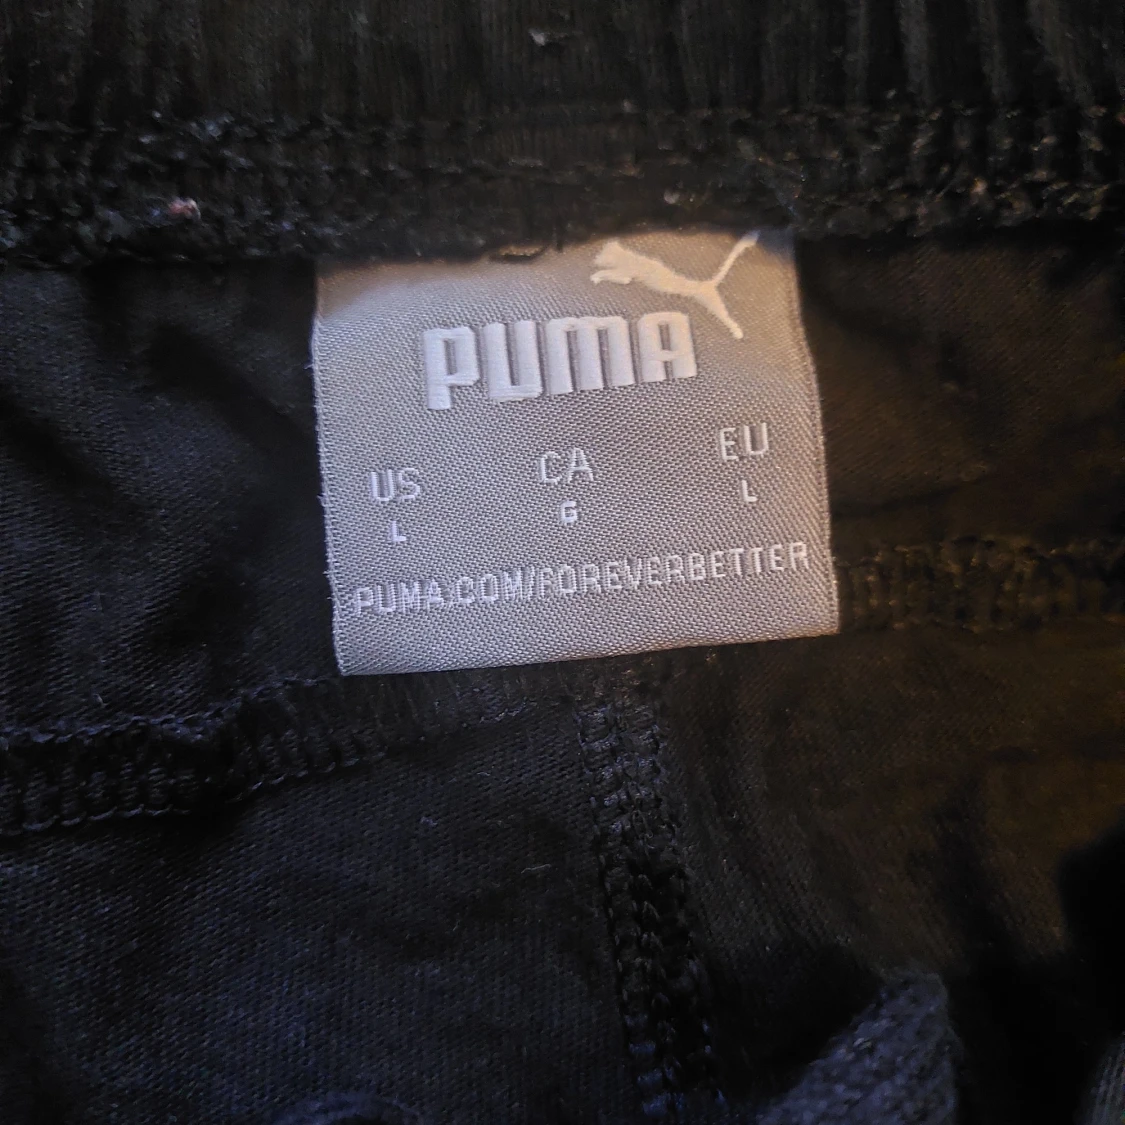 PUMA
US CA EU
L G L
PUMA.COM/FOREVERBETTER